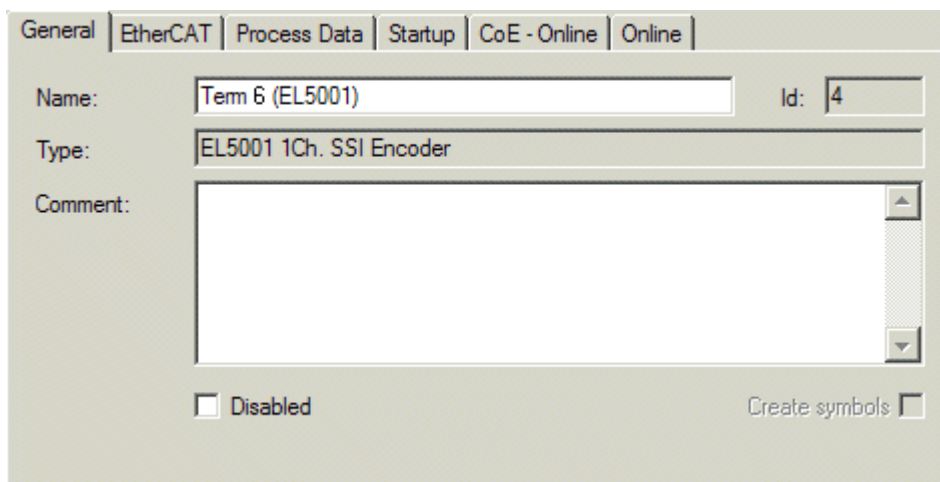 General EtherCAT Process Data Startup CoE - Online Online
Name: Term 6 (EL5001) Id: 4
Type: EL5001 1Ch. SSI Encoder
Comment:
Disabled Create symbols